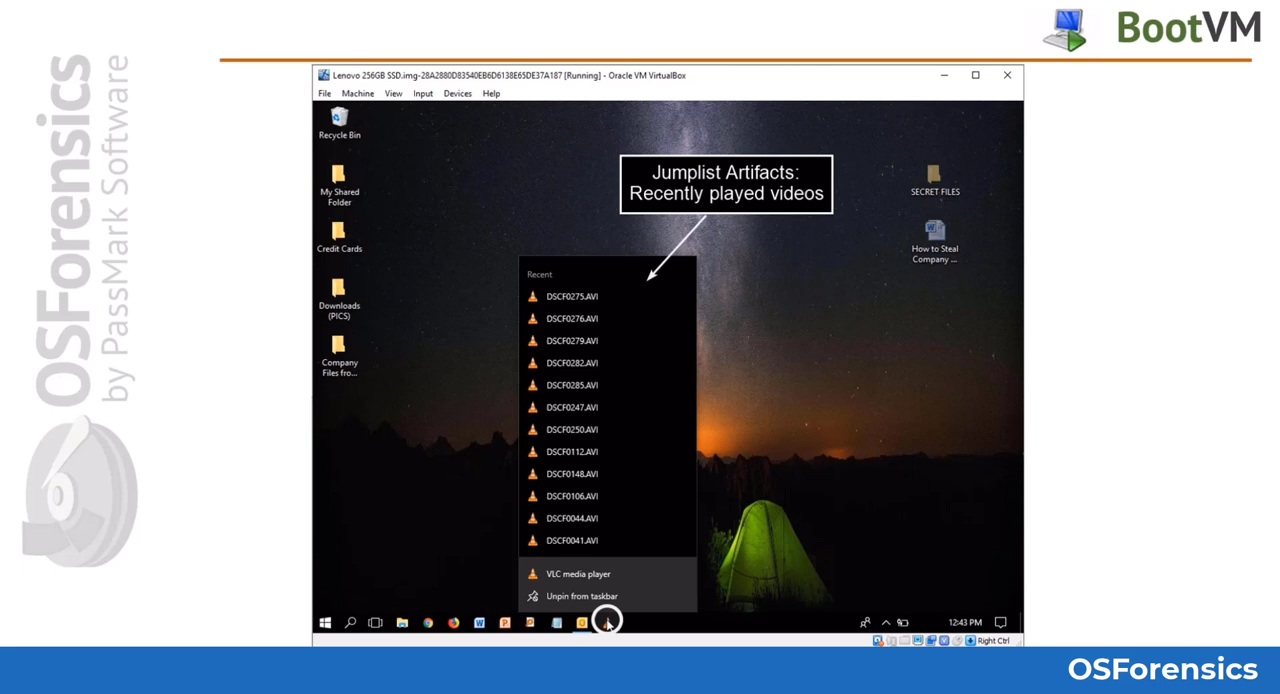 OSForensics
by PassMark Software
BootVM
Lenovo 256GB SSD.img-28A2880D83540EB6D6138E65DE37A187 [Running] - Oracle VM VirtualBox
File Machine View Input Devices Help
Recycle Bin
My Shared
Folder
Credit Cards
Downloads
(PICS)
Company
Files fro...
Jumplist Artifacts:
Recently played videos
SECRET FILES
How to Steal
Company ...
Recent
DSCF0275.AVI
DSCF0276.AVI
DSCF0279.AVI
DSCF0282.AVI
DSCF0285.AVI
DSCF0247.AVI
DSCF0250.AVI
DSCF0112.AVI
DSCF0148.AVI
DSCF0106.AVI
DSCF0044.AVI
DSCF0041.AVI
VLC media player
Unpin from taskbar
12:43 PM
Right Ctrl
OSForensics